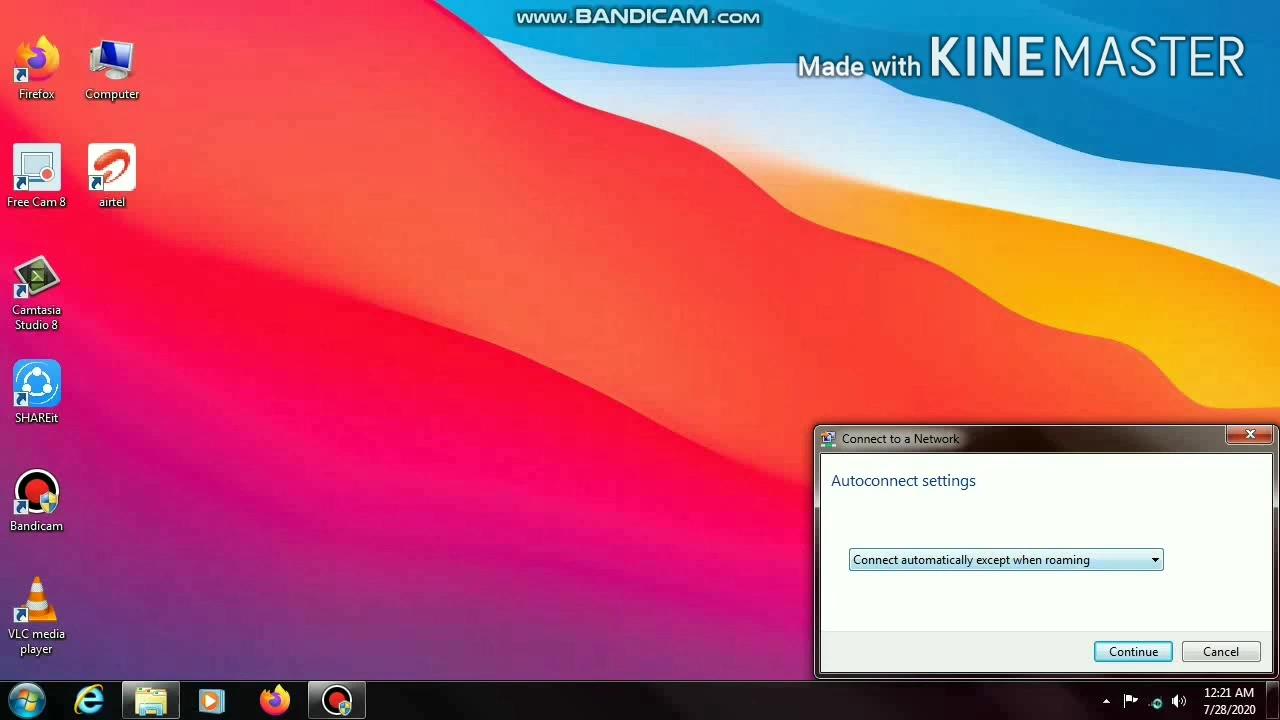 www.BANDICAM.com
Made with KINEMASTER
Firefox
Computer
Free Cam 8
airtel
Camtasia
Studio 8
SHAREit
Bandicam
VLC media
player
Connect to a Network
Autoconnect settings
Connect automatically except when roaming
Continue
Cancel
12:21 AM
7/28/2020